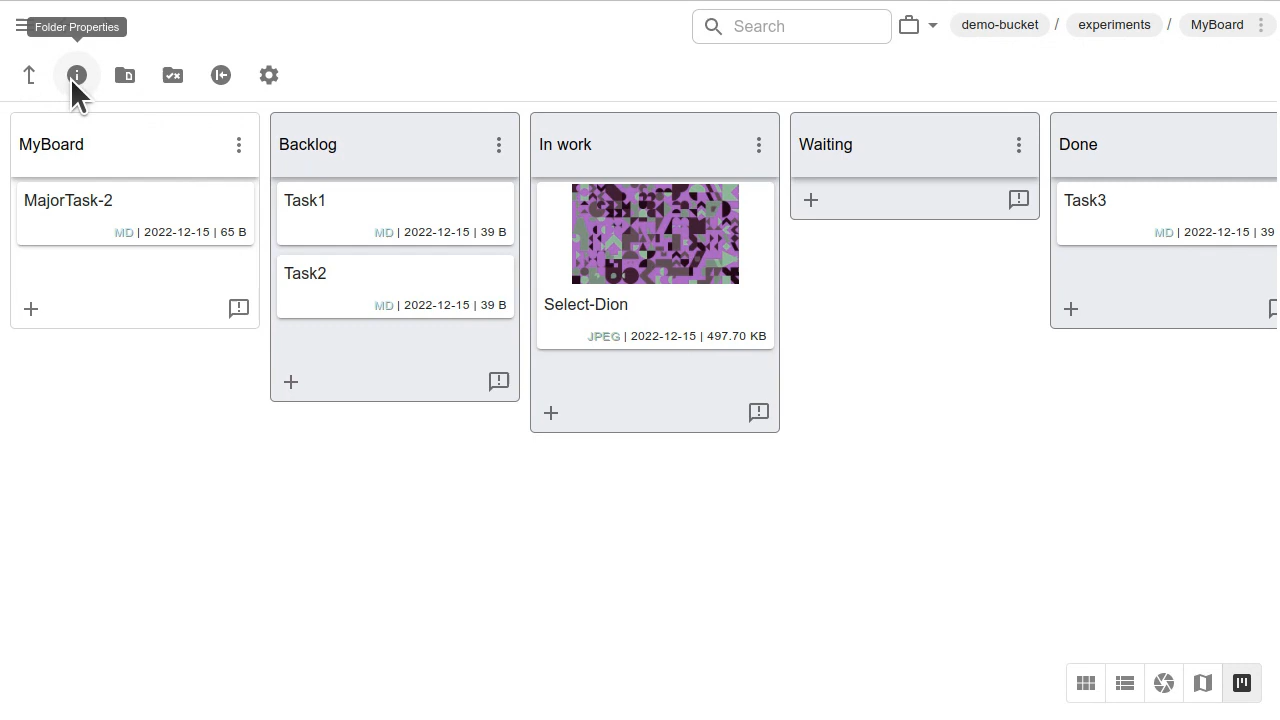 Folder Properties
Search
demo-bucket / experiments / MyBoard
MyBoard
MajorTask-2
MD | 2022-12-15 | 65 B
Backlog
Task1
MD | 2022-12-15 | 39 B
Task2
MD | 2022-12-15 | 39 B
In work
Select-Dion
JPEG | 2022-12-15 | 497.70 KB
Waiting
Done
Task3
MD | 2022-12-15 | 39